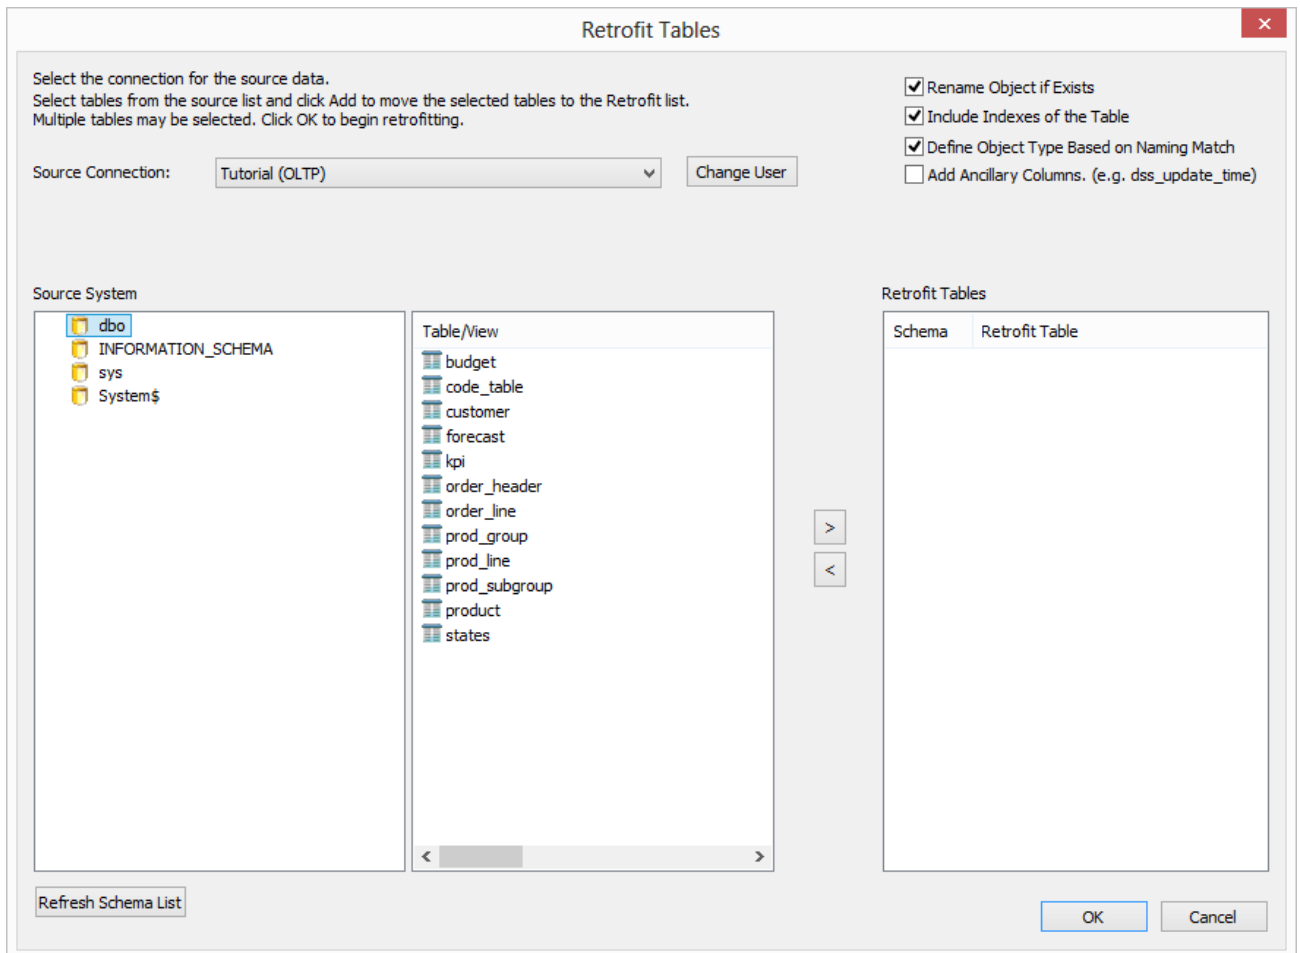 Retrofit Tables
Select the connection for the source data.
Select tables from the source list and click Add to move the selected tables to the Retrofit list.
Multiple tables may be selected. Click OK to begin retrofitting.
Rename Object if Exists
Include Indexes of the Table
Define Object Type Based on Naming Match
Add Ancillary Columns. (e.g. dss_update_time)
Source Connection:
Tutorial (OLTP)
Change User
Source System
dbo
INFORMATION_SCHEMA
sys
System$
Table/View
budget
code_table
customer
forecast
kpi
order_header
order_line
prod_group
prod_line
prod_subgroup
product
states
>
<
Retrofit Tables
Schema Retrofit Table
Refresh Schema List
OK
Cancel